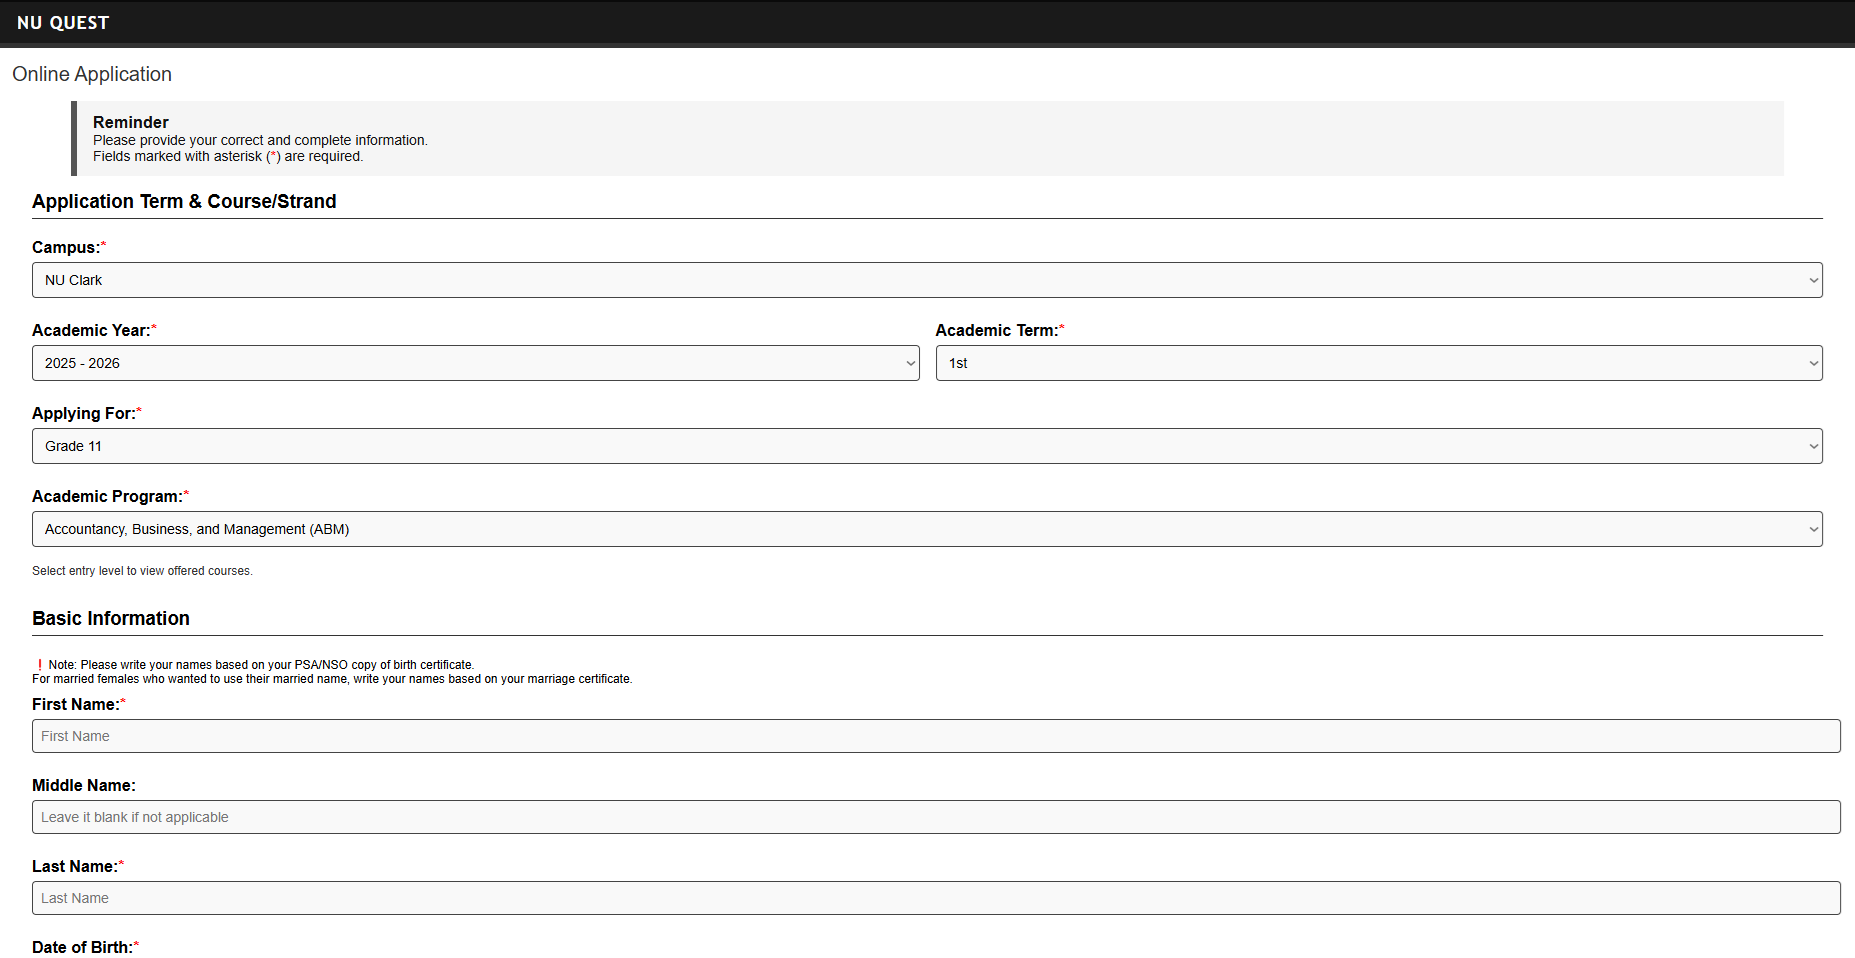 NU QUEST
Online Application
Reminder
Please provide your correct and complete information.
Fields marked with asterisk (*) are required.
Application Term & Course/Strand
Campus:*
NU Clark
Academic Year:*
2025 - 2026
Academic Term:*
1st
Applying For:*
Grade 11
Academic Program:*
Accountancy, Business, and Management (ABM)
Select entry level to view offered courses.
Basic Information
❗ Note: Please write your names based on your PSA/NSO copy of birth certificate.
For married females who wanted to use their married name, write your names based on your marriage certificate.
First Name:*
First Name
Middle Name:
Leave it blank if not applicable
Last Name:*
Last Name
Date of Birth:*